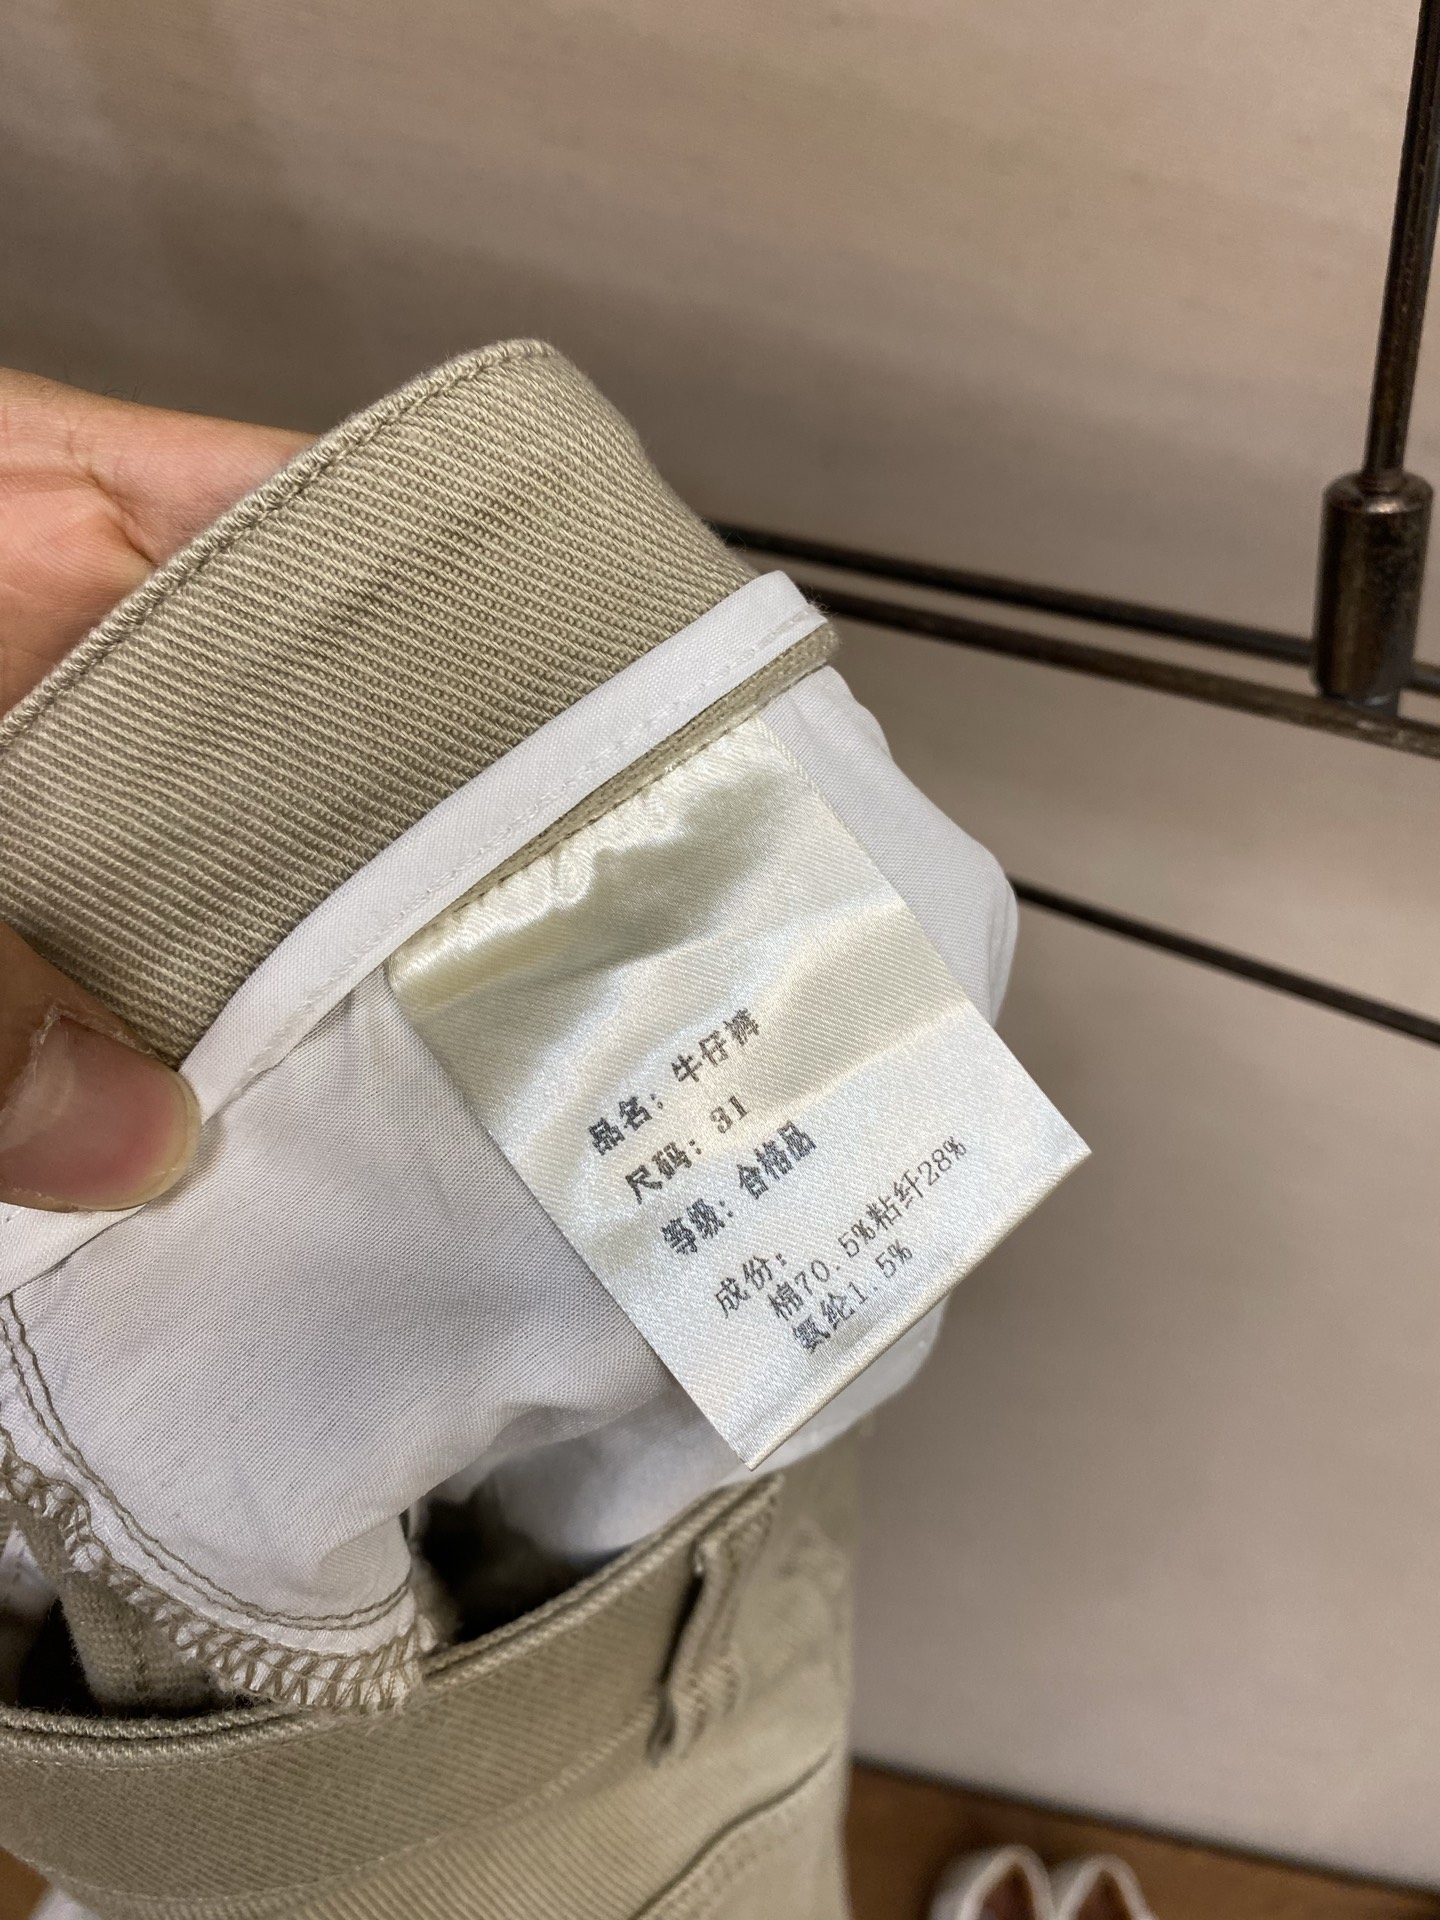 品名：牛仔裤
尺码：31
等级：合格品
成份：
棉70.5%粘纤28%
氨纶1.5%